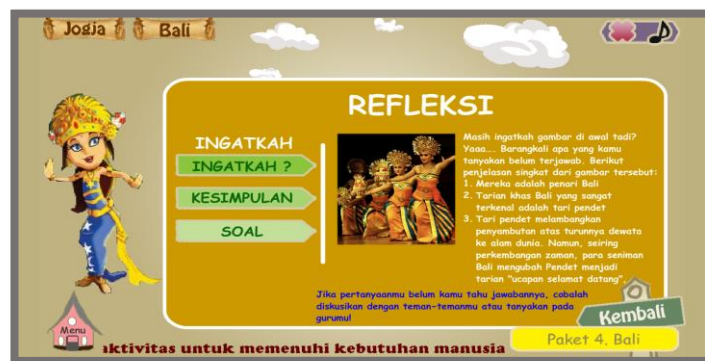 Jogja
Bali
REFLEKSI
INGATKAH
INGATKAH ?
KESIMPULAN
SOAL
Masih ingatkah gambar di awal tadi?
Yaaa.... Barangkali apa yang kamu
tanyakan belum terjawab. Berikut
penjelasan singkat dari gambar tersebut:
1. Mereka adalah penari Bali
2. Tarian khas Bali yang sangat
terkenal adalah tari pendet
3. Tari pendet melambangkan
penyambutan atas turunnya dewata
ke alam dunia. Namun, seiring
perkembangan zaman, para seniman
Bali mengubah Pendet menjadi
tarian "ucapan selamat datang"
Jika pertanyaanmu belum kamu tahu jawabannya, cobalah
diskusikan dengan teman-temanmu atau tanyakan pada
gurumu!
Kembali
Menu
aktivitas untuk memenuhi kebutuhan manusia
Paket 4. Bali